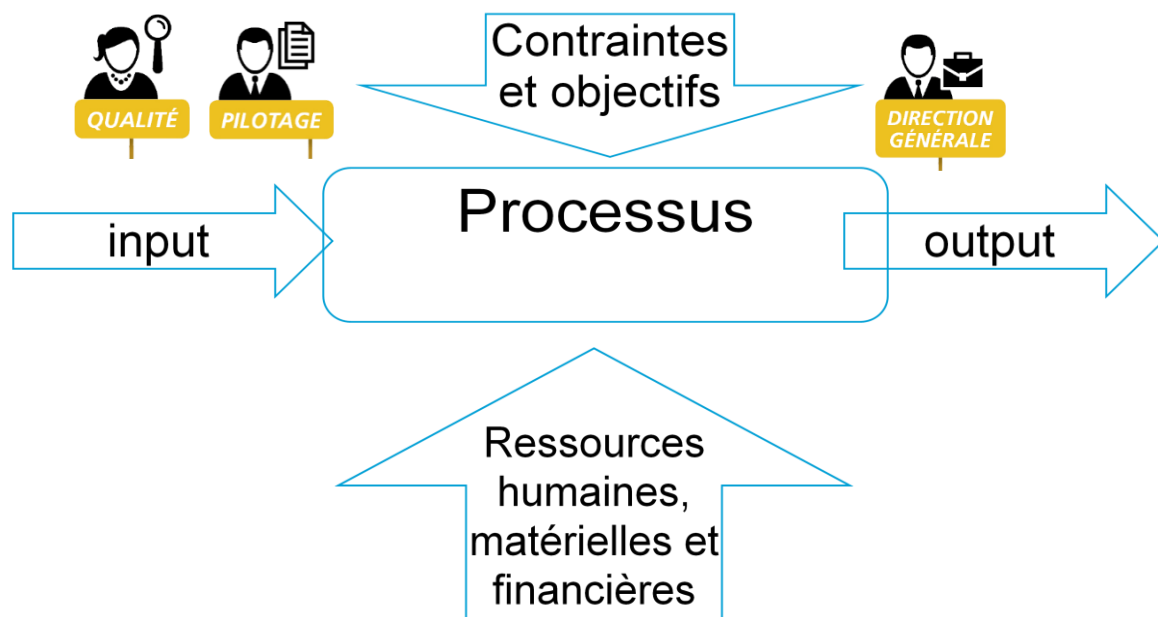 Contraintes
et objectifs
QUALITÉ
PILOTAGE
DIRECTION
GÉNÉRALE
Processus
input
output
Ressources
humaines,
matérielles et
financières